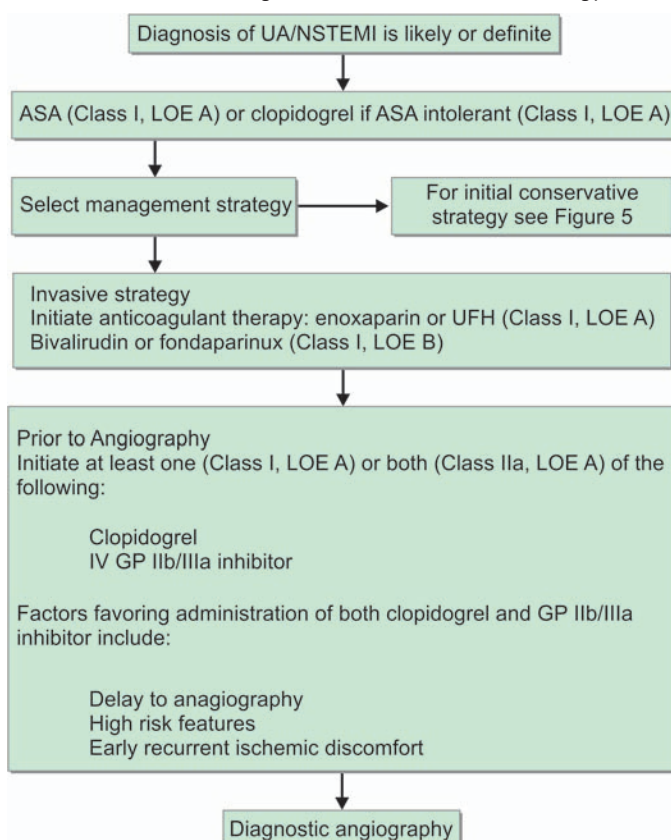 Diagnosis of UA/NSTEMI is likely or definite
ASA (Class I, LOE A) or clopidogrel if ASA intolerant (Class I, LOE A)
Select management strategy
For initial conservative
strategy see Figure 5
Invasive strategy
Initiate anticoagulant therapy: enoxaparin or UFH (Class I, LOE A)
Bivalirudin or fondaparinux (Class I, LOE B)
Prior to Angiography
Initiate at least one (Class I, LOE A) or both (Class IIa, LOE A) of the
following:
Clopidogrel
IV GP IIb/IIIa inhibitor
Factors favoring administration of both clopidogrel and GP IIb/IIIa
inhibitor include:
Delay to anagiography
High risk features
Early recurrent ischemic discomfort
Diagnostic angiography